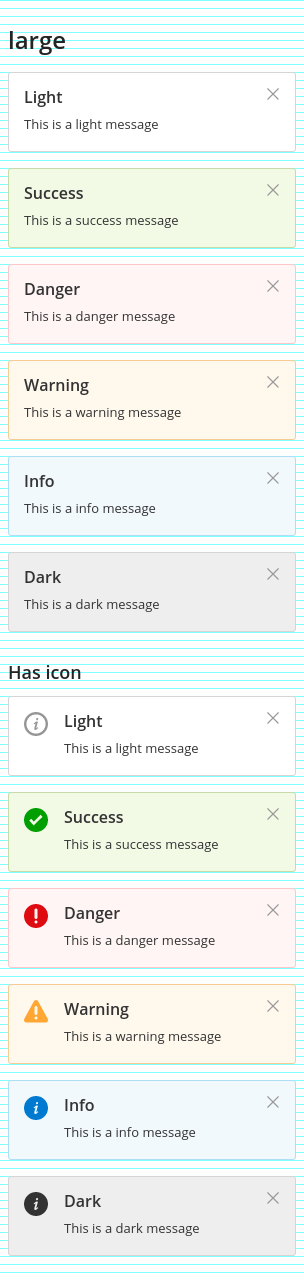 large
Light
This is a light message
Success
This is a success message
Danger
This is a danger message
Warning
This is a warning message
Info
This is a info message
Dark
This is a dark message
Has icon
Light
This is a light message
Success
This is a success message
Danger
This is a danger message
Warning
This is a warning message
Info
This is a info message
Dark
This is a dark message